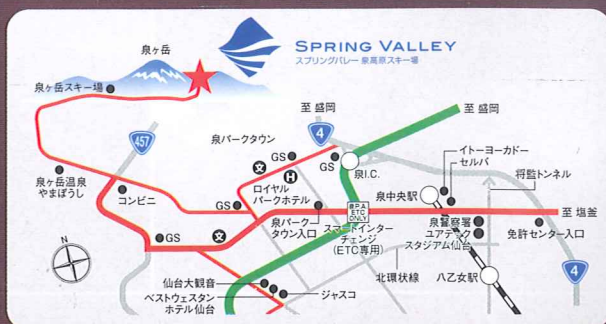 泉ヶ岳
SPRING VALLEY
スプリングバレー 泉高原スキー場
泉ヶ岳スキー場
至 盛岡
至 盛岡
457
4
泉パークタウン
GS
文
H
GS
泉I.C.
イトーヨーカドー
セルバ
将監トンネル
泉中央駅
泉ヶ岳温泉
やまぼうし
コンビニ
GS
ロイヤル
パークホテル
泉パーク
タウン入口
泉P.A.
ETC
ONLY
至 塩釜
GS
文
スマートインター
チェンジ
(ETC専用)
泉警察署
ユアテック
スタジアム仙台
免許センター入口
N
仙台大観音
ベストウェスタン
ホテル仙台
ジャスコ
北環状線
八乙女駅
4